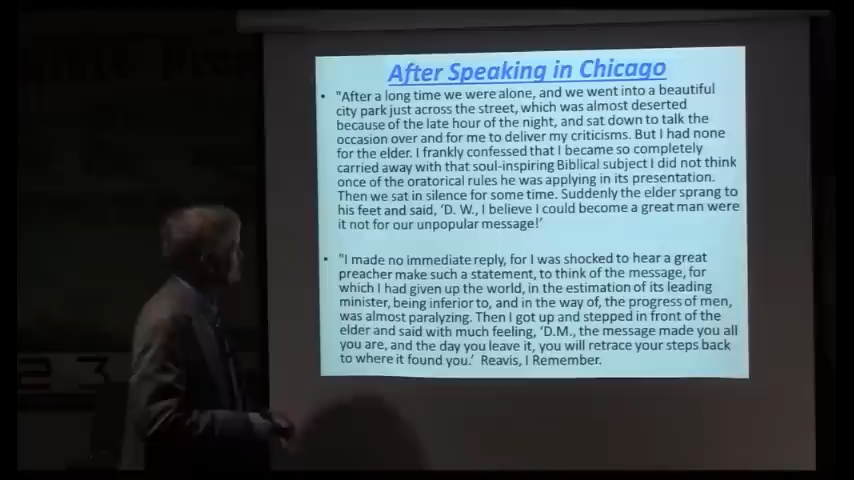 After Speaking in Chicago
• "After a long time we were alone, and we went into a beautiful
city park just across the street, which was almost deserted
because of the late hour of the night, and sat down to talk the
occasion over and for me to deliver my criticisms. But I had none
for the elder. I frankly confessed that I became so completely
carried away with that soul-inspiring Biblical subject I did not think
once of the oratorical rules he was applying in its presentation.
Then we sat in silence for some time. Suddenly the elder sprang to
his feet and said, ‘D. W., I believe I could become a great man were
it not for our unpopular message!’
• "I made no immediate reply, for I was shocked to hear a great
preacher make such a statement, to think of the message, for
which I had given up the world, in the estimation of its leading
minister, being inferior to, and in the way of, the progress of men,
was almost paralyzing. Then I got up and stepped in front of the
elder and said with much feeling, ‘D.M., the message made you all
you are, and the day you leave it, you will retrace your steps back
to where it found you.’ Reavis, I Remember.
2 3